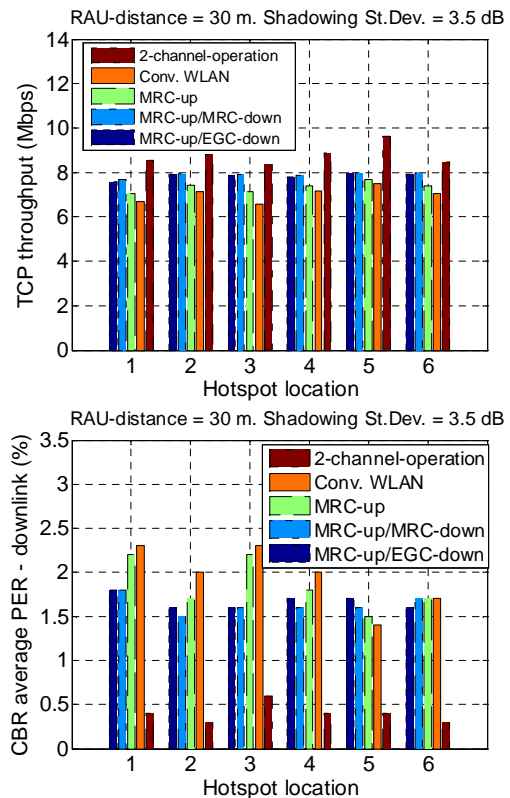 RAU-distance = 30 m. Shadowing St.Dev. = 3.5 dB
14
12
10
8
6
4
2
0
TCP throughput (Mbps)
2-channel-operation
Conv. WLAN
MRC-up
MRC-up/MRC-down
MRC-up/EGC-down
1 2 3 4 5 6
Hotspot location
RAU-distance = 30 m. Shadowing St.Dev. = 3.5 dB
3.5
3
2.5
2
1.5
1
0.5
0
CBR average PER - downlink (%)
2-channel-operation
Conv. WLAN
MRC-up
MRC-up/MRC-down
MRC-up/EGC-down
1 2 3 4 5 6
Hotspot location